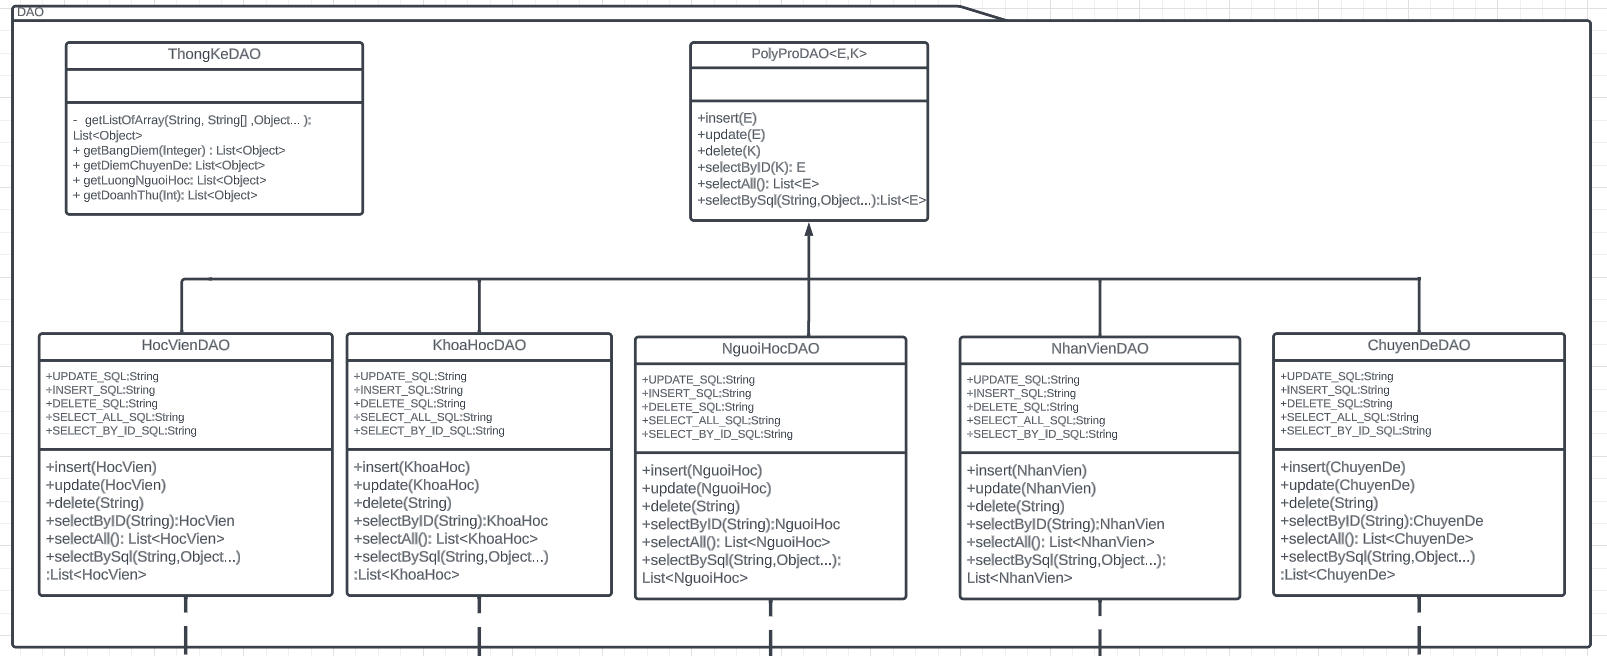 DAO
ThongKeDAO
- getListOfArray(String, String[] ,Object... ):
List<Object>
+ getBangDiem(Integer) : List<Object>
+ getDiemChuyenDe: List<Object>
+ getLuongNguoiHoc: List<Object>
+ getDoanhThu(Int): List<Object>
PolyProDAO<E,K>
+insert(E)
+update(E)
+delete(K)
+selectByID(K): E
+selectAll(): List<E>
+selectBySql(String,Object...):List<E>
HocVienDAO
+UPDATE_SQL:String
+INSERT_SQL:String
+DELETE_SQL:String
+SELECT_ALL_SQL:String
+SELECT_BY_ID_SQL:String
+insert(HocVien)
+update(HocVien)
+delete(String)
+selectByID(String):HocVien
+selectAll(): List<HocVien>
+selectBySql(String,Object...)
:List<HocVien>
KhoaHocDAO
+UPDATE_SQL:String
+INSERT_SQL:String
+DELETE_SQL:String
+SELECT_ALL_SQL:String
+SELECT_BY_ID_SQL:String
+insert(KhoaHoc)
+update(KhoaHoc)
+delete(String)
+selectByID(String):KhoaHoc
+selectAll(): List<KhoaHoc>
+selectBySql(String,Object...)
:List<KhoaHoc>
NguoiHocDAO
+UPDATE_SQL:String
+INSERT_SQL:String
+DELETE_SQL:String
+SELECT_ALL_SQL:String
+SELECT_BY_ID_SQL:String
+insert(NguoiHoc)
+update(NguoiHoc)
+delete(String)
+selectByID(String):NguoiHoc
+selectAll(): List<NguoiHoc>
+selectBySql(String,Object...):
List<NguoiHoc>
NhanVienDAO
+UPDATE_SQL:String
+INSERT_SQL:String
+DELETE_SQL:String
+SELECT_ALL_SQL:String
+SELECT_BY_ID_SQL:String
+insert(NhanVien)
+update(NhanVien)
+delete(String)
+selectByID(String):NhanVien
+selectAll(): List<NhanVien>
+selectBySql(String,Object...):
List<NhanVien>
ChuyenDeDAO
+UPDATE_SQL:String
+INSERT_SQL:String
+DELETE_SQL:String
+SELECT_ALL_SQL:String
+SELECT_BY_ID_SQL:String
+insert(ChuyenDe)
+update(ChuyenDe)
+delete(String)
+selectByID(String):ChuyenDe
+selectAll(): List<ChuyenDe>
+selectBySql(String,Object...)
:List<ChuyenDe>